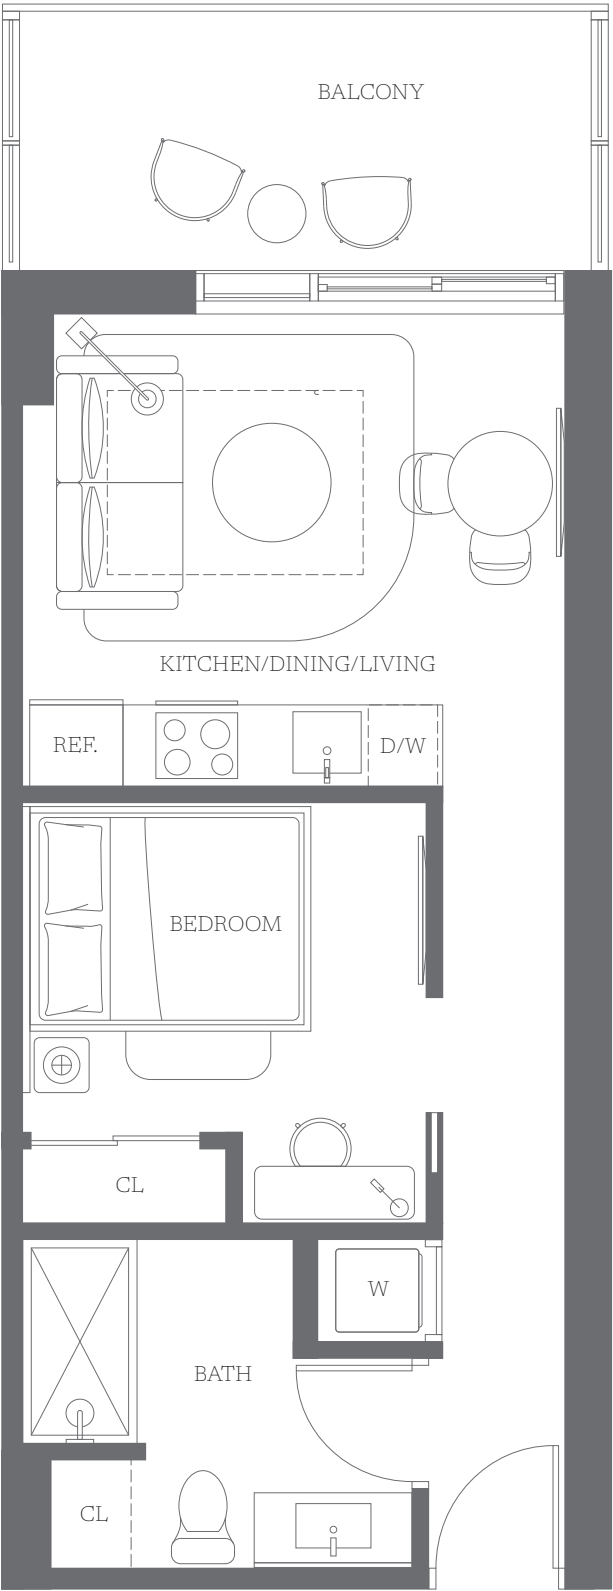 BALCONY
KITCHEN/DINING/LIVING
REF.
D/W
BEDROOM
CL
W
BATH
CL